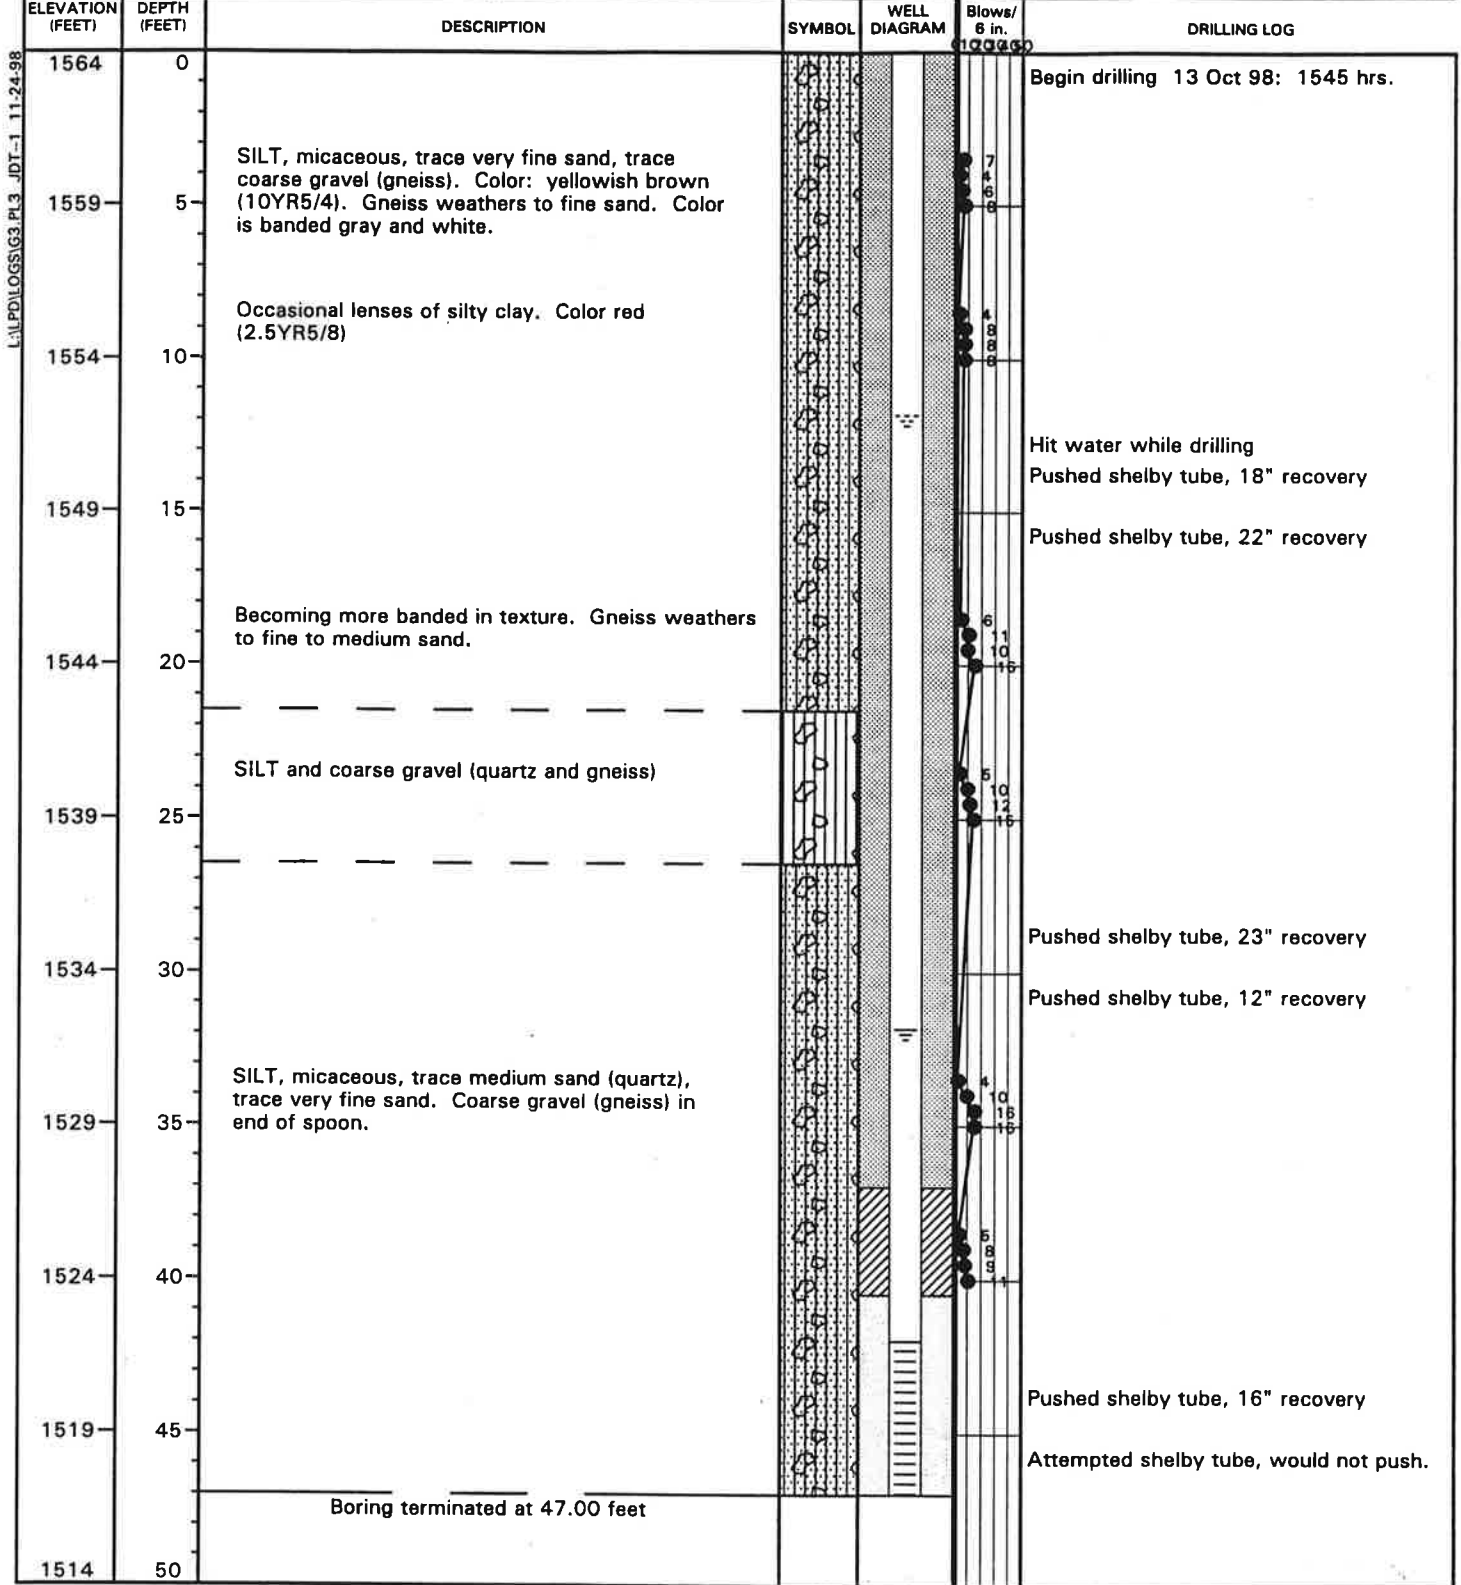 ELEVATION (FEET) DEPTH (FEET) DESCRIPTION SYMBOL WELL DIAGRAM Blows/ 6 in. DRILLING LOG
L:\LPD\LOGS\G3.PL3 JDT-1 11-24-98
1564 0
Begin drilling 13 Oct 98: 1545 hrs.
SILT, micaceous, trace very fine sand, trace
7
coarse gravel (gneiss). Color: yellowish brown
4
(10YR5/4). Gneiss weathers to fine sand. Color
6
1559 5 8
is banded gray and white.
Occasional lenses of silty clay. Color red
4
(2.5YR5/8)
8
8
1554 10 8
Hit water while drilling
Pushed shelby tube, 18" recovery
1549 15
Pushed shelby tube, 22" recovery
Becoming more banded in texture. Gneiss weathers
6
to fine to medium sand.
11
10
1544 20
SILT and coarse gravel (quartz and gneiss)
5
10
12
1539 25 15
Pushed shelby tube, 23" recovery
1534 30
Pushed shelby tube, 12" recovery
SILT, micaceous, trace medium sand (quartz),
4
trace very fine sand. Coarse gravel (gneiss) in
10
end of spoon.
16
1529 35 16
5
8
9
1524 40 11
Pushed shelby tube, 16" recovery
1519 45
Attempted shelby tube, would not push.
Boring terminated at 47.00 feet
1514 50